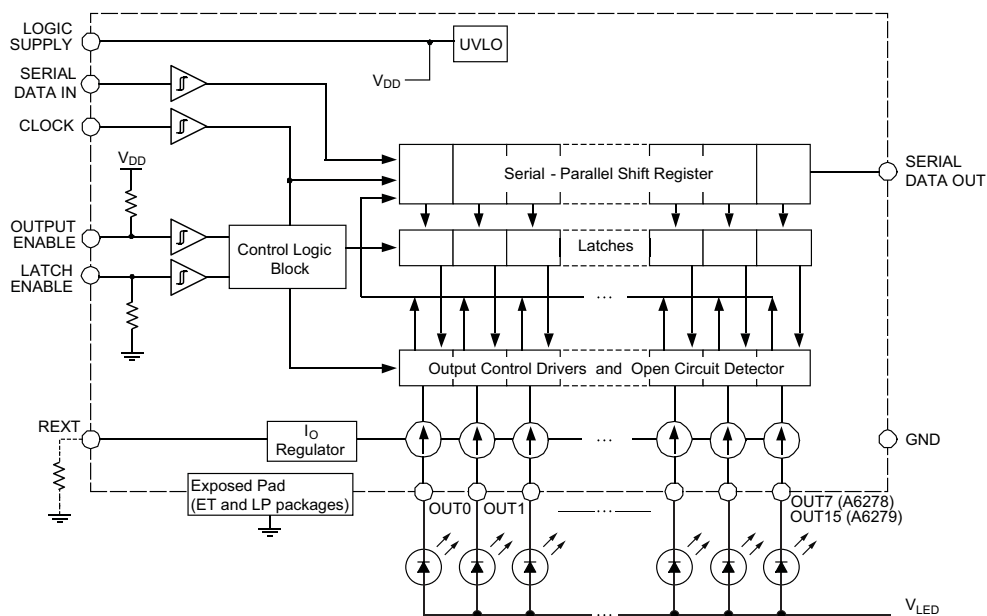 LOGIC
SUPPLY
UVLO
VDD
SERIAL
DATA IN
CLOCK
VDD
Serial - Parallel Shift Register
SERIAL
DATA OUT
OUTPUT
ENABLE
Control Logic
Block
Latches
LATCH
ENABLE
...
Output Control Drivers and Open Circuit Detector
REXT
IO
Regulator
...
GND
Exposed Pad
(ET and LP packages)
OUT0
OUT1
...
OUT7 (A6278)
OUT15 (A6279)
...
VLED